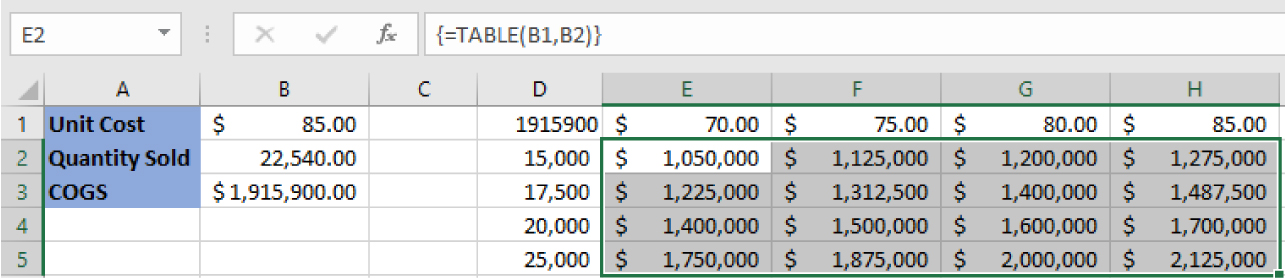 E2 fx {=TABLE(B1,B2)}
A B C D E F G H
1 Unit Cost $ 85.00 1915900 $ 70.00 $ 75.00 $ 80.00 $ 85.00
2 Quantity Sold 22,540.00 15,000 $ 1,050,000 $ 1,125,000 $ 1,200,000 $ 1,275,000
3 COGS $1,915,900.00 17,500 $ 1,225,000 $ 1,312,500 $ 1,400,000 $ 1,487,500
4 20,000 $ 1,400,000 $ 1,500,000 $ 1,600,000 $ 1,700,000
5 25,000 $ 1,750,000 $ 1,875,000 $ 2,000,000 $ 2,125,000